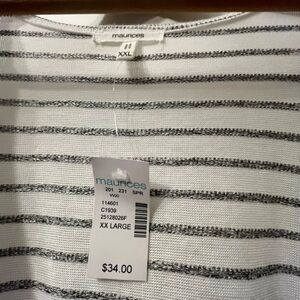 maurices
XXL
maurices
201 231 SPR
114601
C1939
25128026F
XX LARGE
$34.00